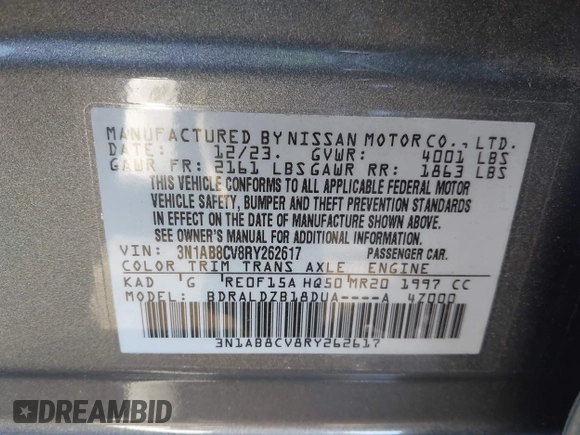 MANUFACTURED BY NISSAN MOTOR CO., LTD.
DATE: 12/23. GVWR: 4001 LBS
GAWR FR: 2161 LBS GAWR RR: 1863 LBS
THIS VEHICLE CONFORMS TO ALL APPLICABLE FEDERAL MOTOR
VEHICLE SAFETY, BUMPER AND THEFT PREVENTION STANDARDS
IN EFFECT ON THE DATE OF MANUFACTURE SHOWN ABOVE.
SEE OWNER'S MANUAL FOR ADDITIONAL INFORMATION.
VIN: 3N1AB8CV8RY262617 PASSENGER CAR.
COLOR TRIM TRANS AXLE ENGINE
KAD G RE0F15A HQ50 MR20 1997 CC
MODEL: BDRALDZB18DUA----A 47000
3N1AB8CV8RY262617
DREAMBID